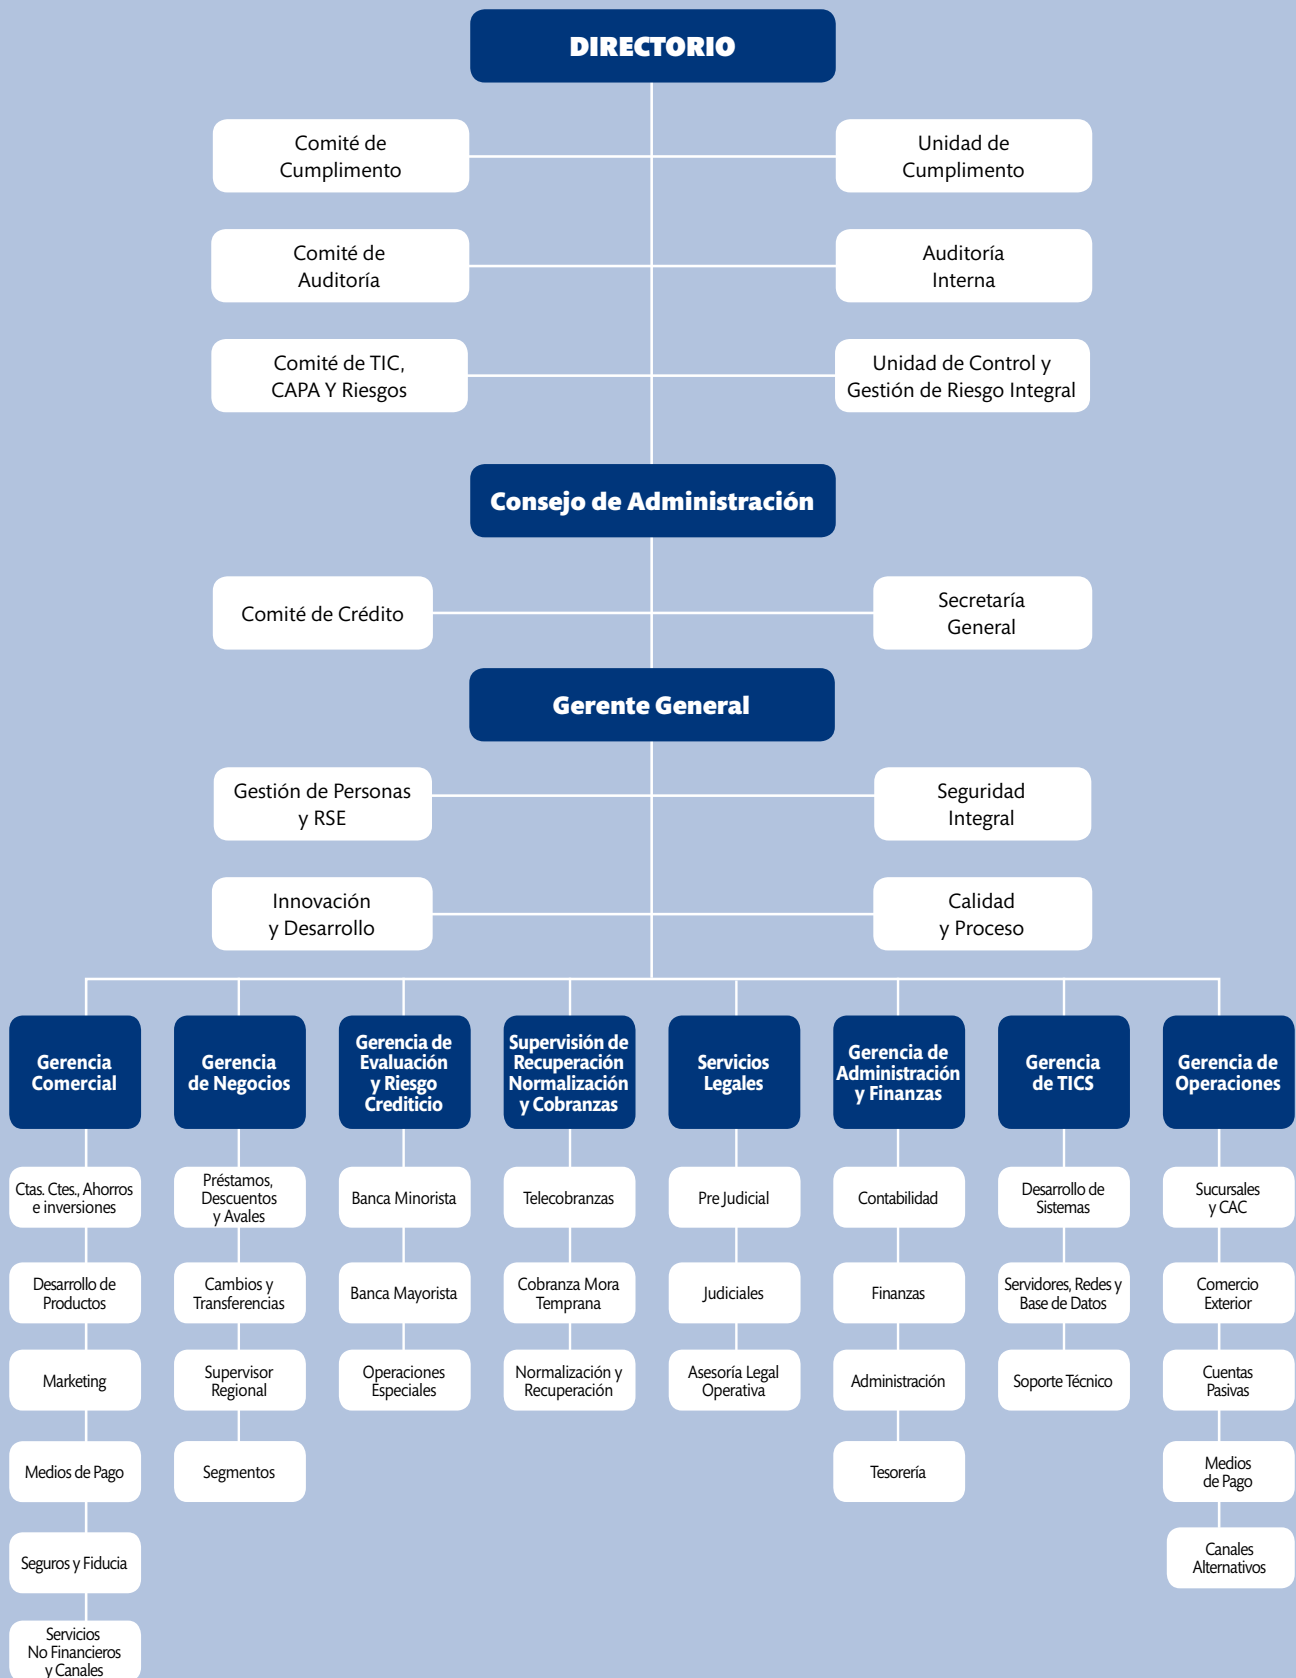 DIRECTORIO
Comité de
Cumplimento
Unidad de
Cumplimento
Comité de
Auditoría
Auditoría
Interna
Comité de TIC,
CAPA Y Riesgos
Unidad de Control y
Gestión de Riesgo Integral
Consejo de Administración
Comité de Crédito
Secretaría
General
Gerente General
Gestión de Personas
y RSE
Seguridad
Integral
Innovación
y Desarrollo
Calidad
y Proceso
Gerencia
Comercial
Gerencia
de Negocios
Gerencia de
Evaluación
y Riesgo
Crediticio
Supervisión de
Recuperación
Normalización
y Cobranzas
Servicios
Legales
Gerencia de
Administración
y Finanzas
Gerencia
de TICS
Gerencia de
Operaciones
Ctas. Ctes., Ahorros
e inversiones
Préstamos,
Descuentos
y Avales
Banca Minorista
Telecobranzas
Pre Judicial
Contabilidad
Desarrollo de
Sistemas
Sucursales
y CAC
Desarrollo de
Productos
Cambios y
Transferencias
Banca Mayorista
Cobranza Mora
Temprana
Judiciales
Finanzas
Servidores, Redes y
Base de Datos
Comercio
Exterior
Marketing
Supervisor
Regional
Operaciones
Especiales
Normalización y
Recuperación
Asesoría Legal
Operativa
Administración
Soporte Técnico
Cuentas
Pasivas
Medios de Pago
Segmentos
Tesorería
Medios
de Pago
Seguros y Fiducia
Canales
Alternativos
Servicios
No Financieros
y Canales